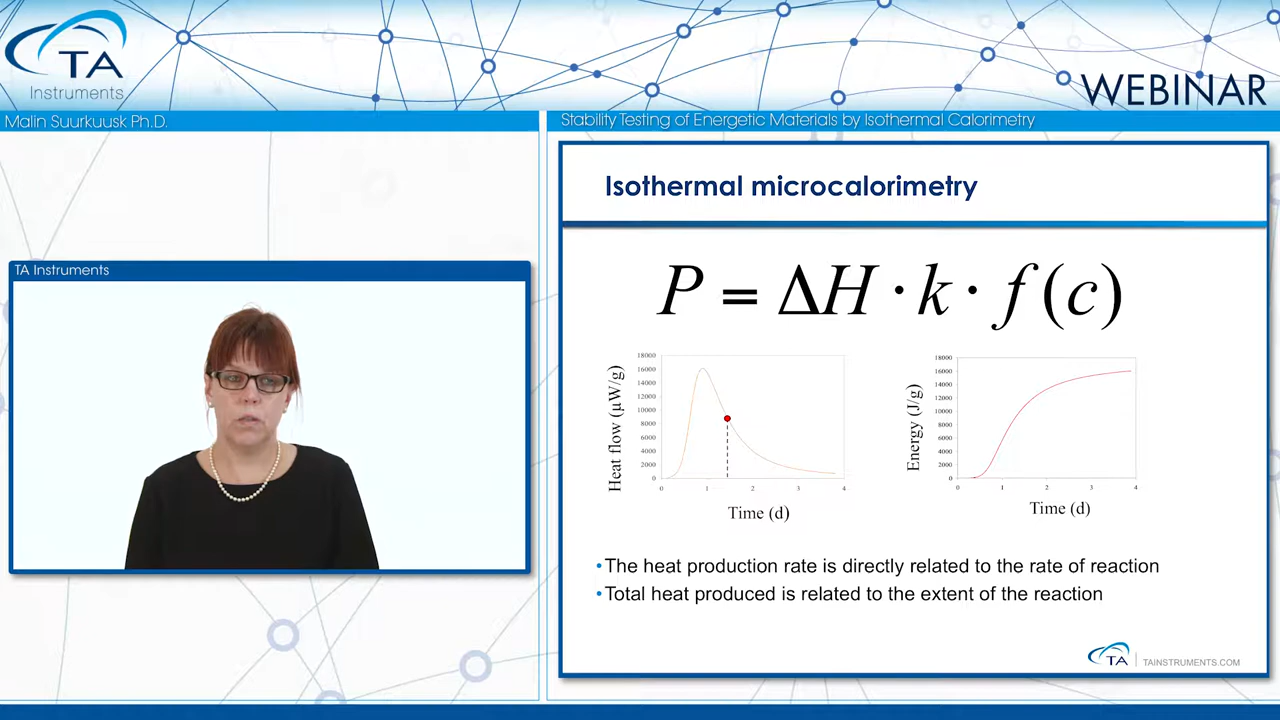 TA
Instruments
WEBINAR
Malin Suurkuusk Ph.D.
Stability Testing of Energetic Materials by Isothermal Calorimetry
TA Instruments
Isothermal microcalorimetry
P = ΔH · k · f (c)
Heat flow (µW/g)
18000
16000
14000
12000
10000
8000
6000
4000
2000
0
0 1 2 3 4
Time (d)
Energy (J/g)
18000
16000
14000
12000
10000
8000
6000
4000
2000
0
0 1 2 3 4
Time (d)
•The heat production rate is directly related to the rate of reaction
•Total heat produced is related to the extent of the reaction
TA TAINSTRUMENTS.COM